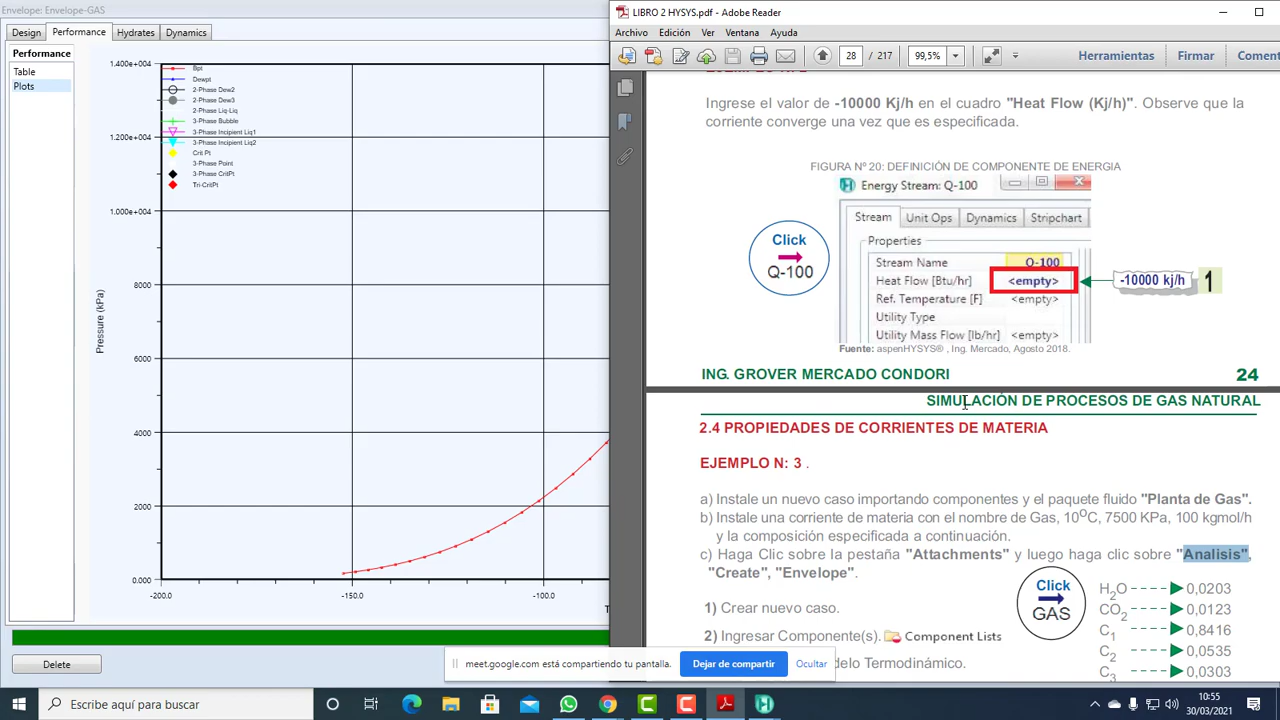 Envelope: Envelope-GAS
Design Performance Hydrates Dynamics
Performance
Table
Plots
Bpt
Dewpt
2-Phase Dew2
2-Phase Dew3
2-Phase Liq-Liq
3-Phase Bubble
3-Phase Incipient Liq1
3-Phase Incipient Liq2
Crit Pt
3-Phase Point
3-Phase CritPt
Tri-CritPt
1.400e+004
1.200e+004
1.000e+004
8000
6000
4000
2000
0.000
Pressure (kPa)
-200.0 -150.0 -100.0
T
Delete
LIBRO 2 HYSYS.pdf - Adobe Reader
Archivo Edición Ver Ventana Ayuda
28 / 217 99,5% Herramientas Firmar Coment
Ingrese el valor de -10000 Kj/h en el cuadro "Heat Flow (Kj/h)". Observe que la
corriente converge una vez que es especificada.
FIGURA Nº 20: DEFINICIÓN DE COMPONENTE DE ENERGIA
Energy Stream: Q-100
Stream Unit Ops Dynamics Stripchart
Properties
Stream Name Q-100
Heat Flow [Btu/hr] <empty>
Ref. Temperature [F] <empty>
Utility Type
Utility Mass Flow [lb/hr] <empty>
Click
Q-100
-10000 kj/h 1
Fuente: aspenHYSYS® , Ing. Mercado, Agosto 2018.
ING. GROVER MERCADO CONDORI 24
SIMULACIÓN DE PROCESOS DE GAS NATURAL
2.4 PROPIEDADES DE CORRIENTES DE MATERIA
EJEMPLO N: 3 .
a) Instale un nuevo caso importando componentes y el paquete fluido "Planta de Gas".
b) Instale una corriente de materia con el nombre de Gas, 10ºC, 7500 KPa, 100 kgmol/h
y la composición especificada a continuación.
c) Haga Clic sobre la pestaña "Attachments" y luego haga clic sobre "Analisis",
"Create", "Envelope".
1) Crear nuevo caso.
2) Ingresar Componente(s). Component Lists
delo Termodinámico.
Click
GAS
H2O 0,0203
CO2 0,0123
C1 0,8416
C2 0,0535
C3 0,0303
meet.google.com está compartiendo tu pantalla. Dejar de compartir Ocultar
Escribe aquí para buscar
10:55
30/03/2021